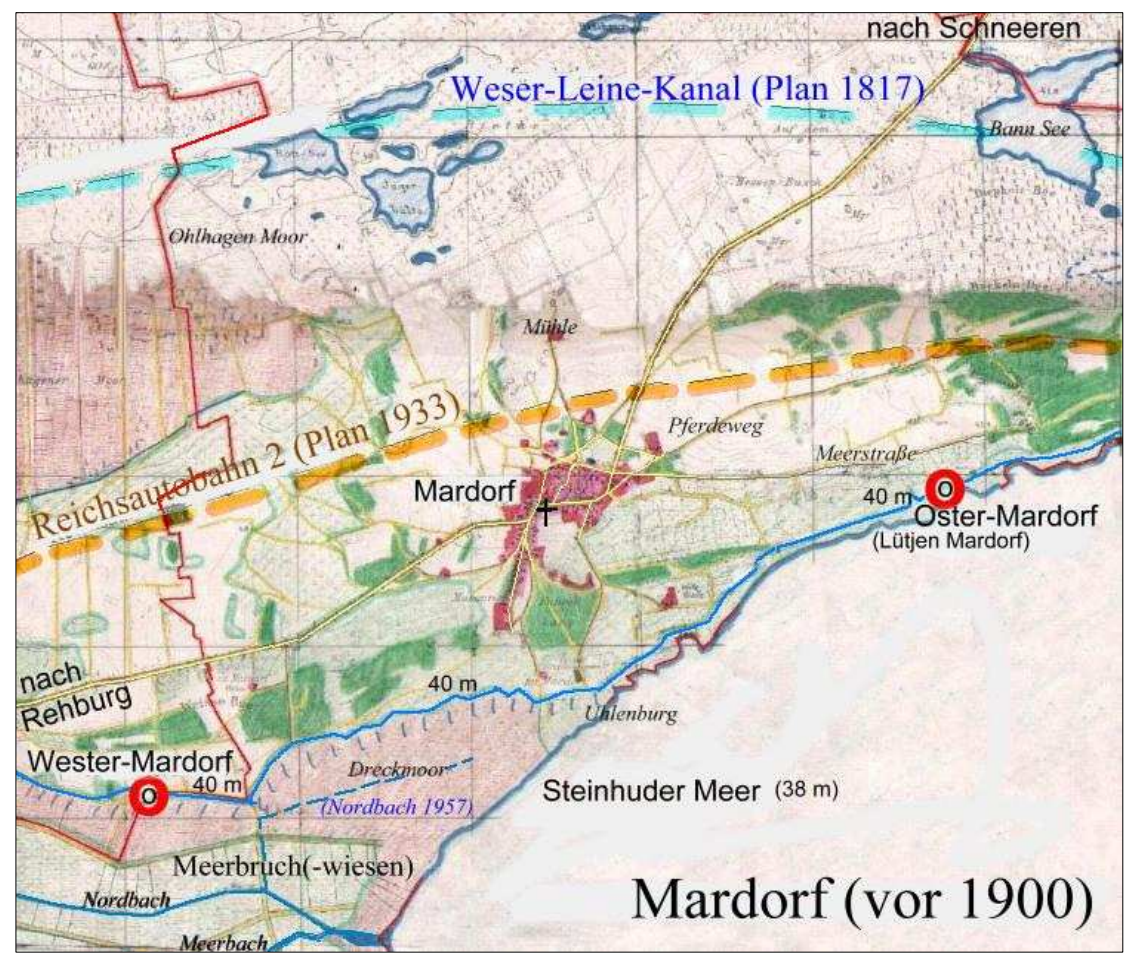 nach Schneeren
Weser-Leine-Kanal (Plan 1817)
Bann See
Ohlhagen Moor
Mühle
Reichsautobahn 2 (Plan 1933)
Pferdeweg
Meerstraße
Mardorf
40 m
Oster-Mardorf
(Lütjen Mardorf)
nach
Rehburg
40 m
Uhlenburg
Wester-Mardorf
40 m
Dreckmoor
(Nordbach 1957)
Steinhuder Meer (38 m)
Meerbruch(-wiesen)
Nordbach
Meerbach
Mardorf (vor 1900)